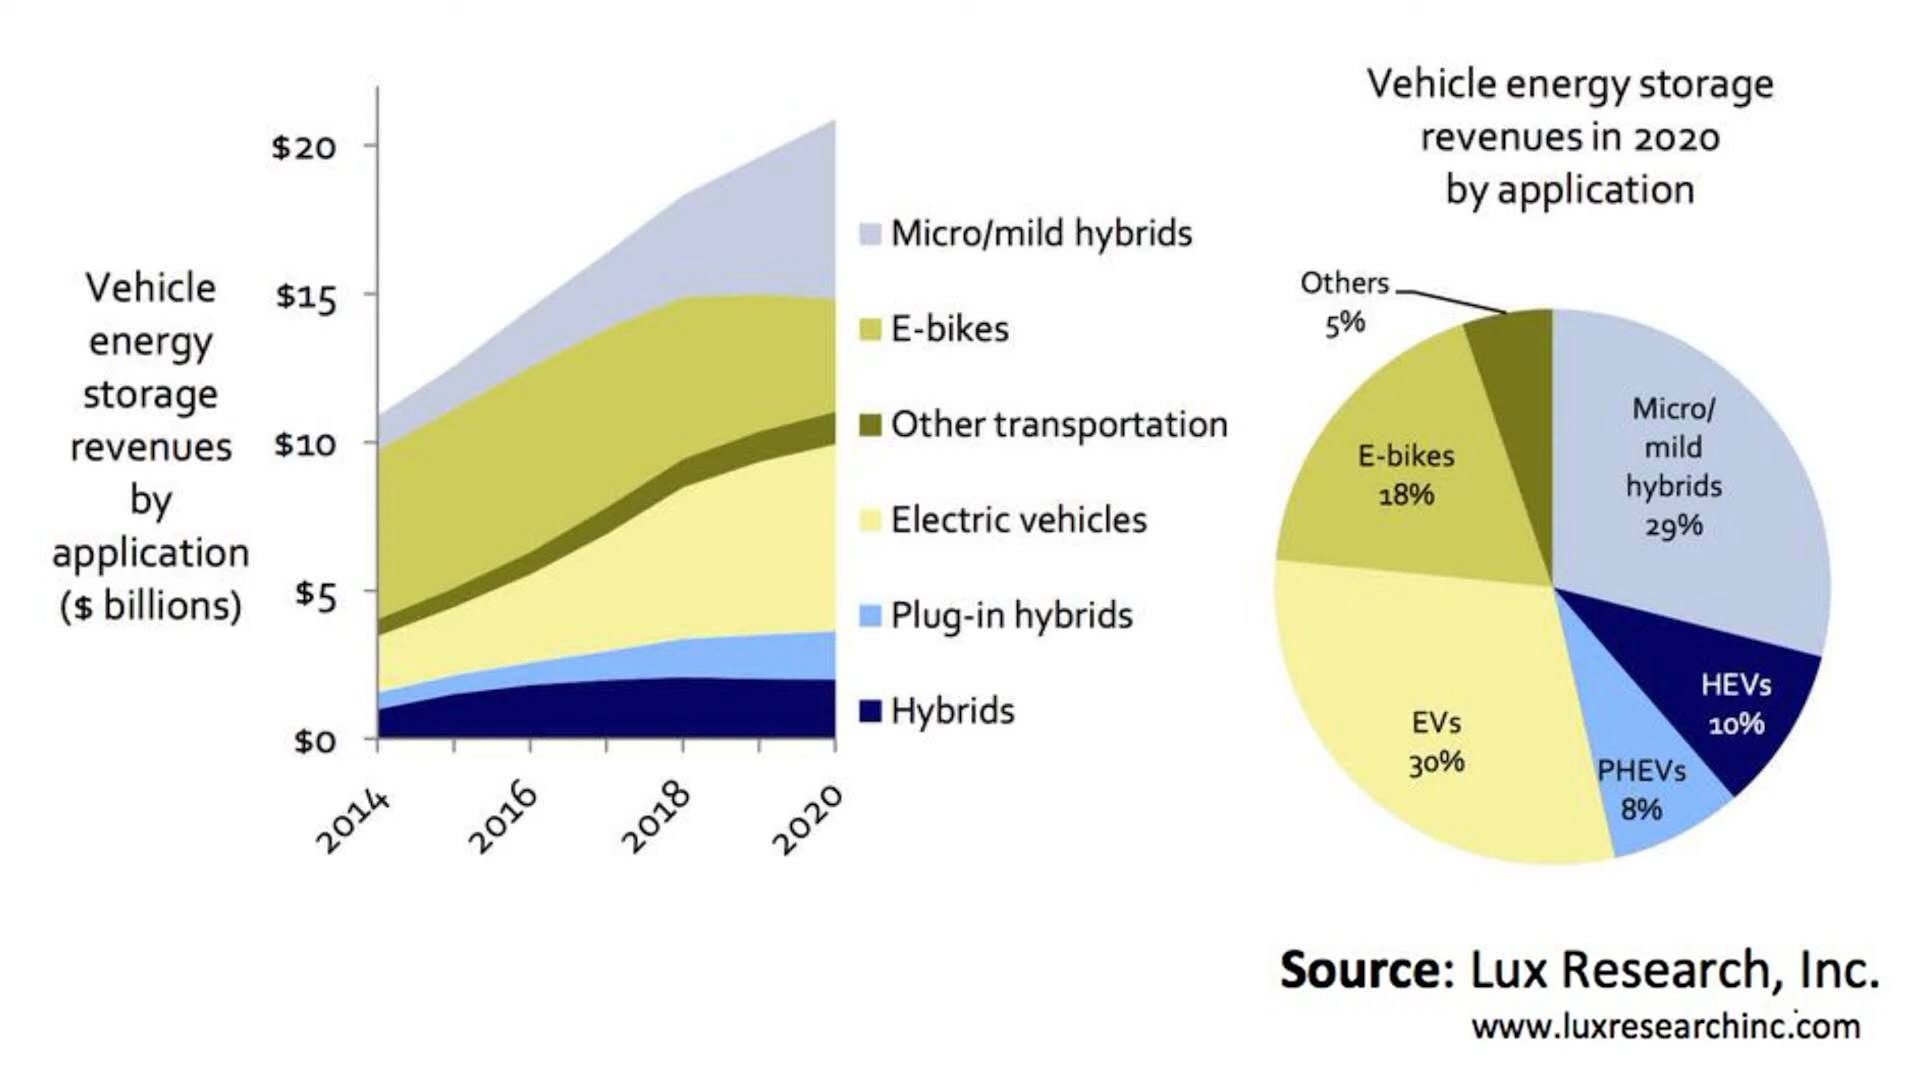 Vehicle
energy
storage
revenues
by
application
($ billions)
$20
$15
$10
$5
$0
2014
2016
2018
2020
Micro/mild hybrids
E-bikes
Other transportation
Electric vehicles
Plug-in hybrids
Hybrids
Vehicle energy storage
revenues in 2020
by application
Others
5%
Micro/
mild
hybrids
29%
E-bikes
18%
HEVs
10%
EVs
30%
PHEVs
8%
Source: Lux Research, Inc.
www.luxresearchinc.com